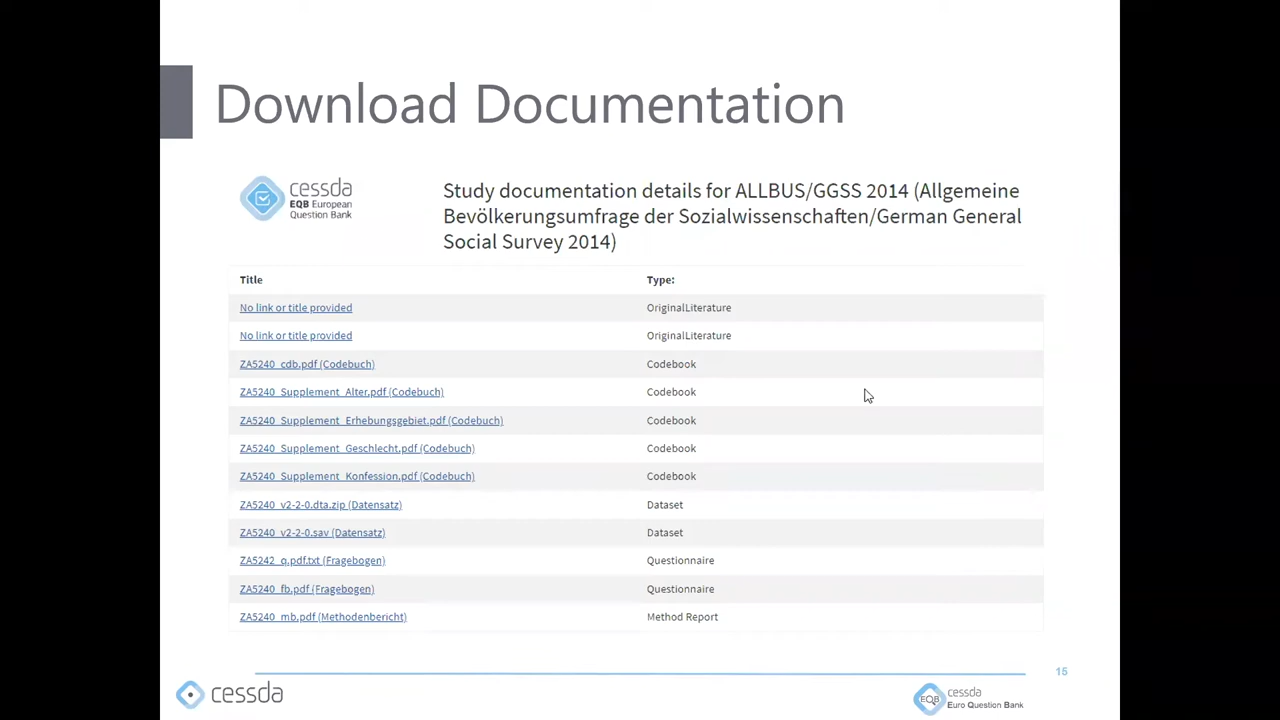 Download Documentation
cessda
EQB European
Question Bank
Study documentation details for ALLBUS/GGSS 2014 (Allgemeine
Bevölkerungsumfrage der Sozialwissenschaften/German General
Social Survey 2014)
Title Type:
No link or title provided OriginalLiterature
No link or title provided OriginalLiterature
ZA5240_cdb.pdf (Codebuch) Codebook
ZA5240_Supplement_Alter.pdf (Codebuch) Codebook
ZA5240_Supplement_Erhebungsgebiet.pdf (Codebuch) Codebook
ZA5240_Supplement_Geschlecht.pdf (Codebuch) Codebook
ZA5240_Supplement_Konfession.pdf (Codebuch) Codebook
ZA5240_v2-2-0.dta.zip (Datensatz) Dataset
ZA5240_v2-2-0.sav (Datensatz) Dataset
ZA5242_q.pdf.txt (Fragebogen) Questionnaire
ZA5240_fb.pdf (Fragebogen) Questionnaire
ZA5240_mb.pdf (Methodenbericht) Method Report
15
cessda
EQB
cessda
Euro Question Bank